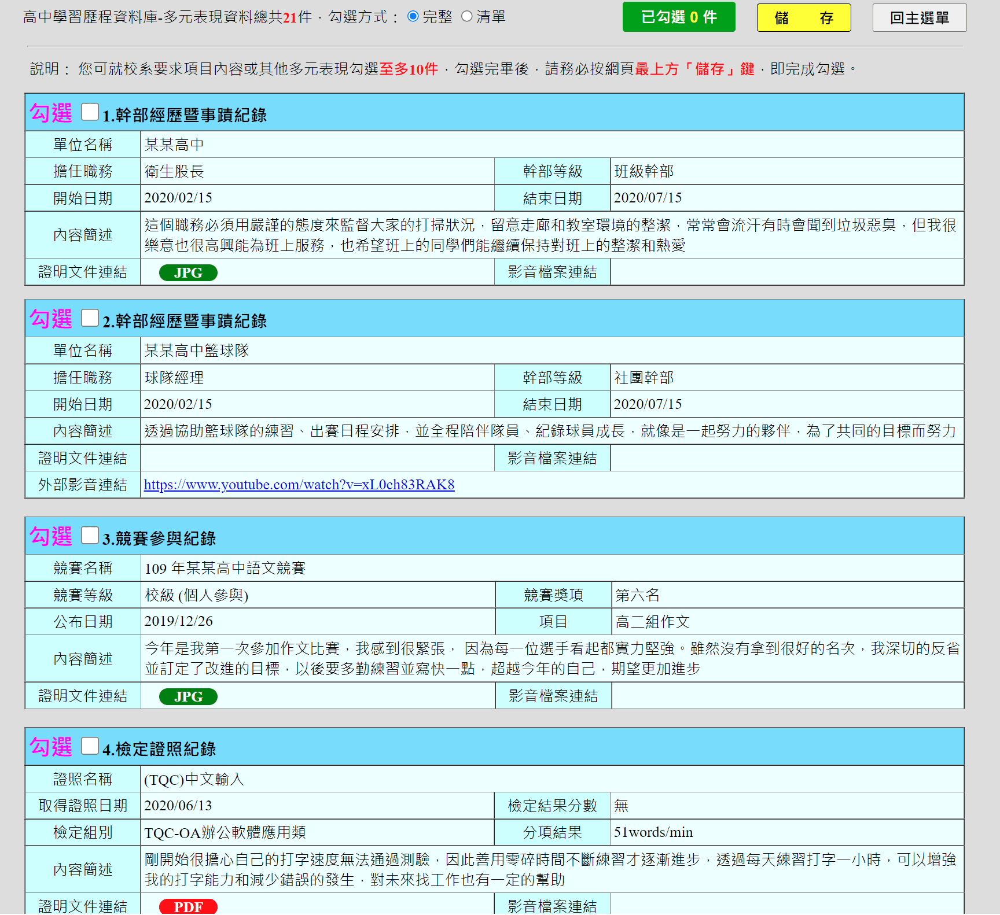 高中學習歷程資料庫-多元表現資料總共21件，勾選方式： 完整 清單 已勾選 0 件 儲 存 回主選單
說明： 您可就校系要求項目內容或其他多元表現勾選至多10件，勾選完畢後，請務必按網頁最上方「儲存」鍵，即完成勾選。
勾選 1.幹部經歷暨事蹟紀錄
單位名稱 某某高中
擔任職務 衛生股長 幹部等級 班級幹部
開始日期 2020/02/15 結束日期 2020/07/15
內容簡述 這個職務必須用嚴謹的態度來監督大家的打掃狀況，留意走廊和教室環境的整潔，常常會流汗有時會聞到垃圾惡臭，但我很
樂意也很高興能為班上服務，也希望班上的同學們能繼續保持對班上的整潔和熱愛
證明文件連結 JPG 影音檔案連結
勾選 2.幹部經歷暨事蹟紀錄
單位名稱 某某高中籃球隊
擔任職務 球隊經理 幹部等級 社團幹部
開始日期 2020/02/15 結束日期 2020/07/15
內容簡述 透過協助籃球隊的練習、出賽日程安排，並全程陪伴隊員、紀錄球員成長，就像是一起努力的夥伴，為了共同的目標而努力
證明文件連結 影音檔案連結
外部影音連結 https://www.youtube.com/watch?v=xL0ch83RAK8
勾選 3.競賽參與紀錄
競賽名稱 109 年某某高中語文競賽
競賽等級 校級 (個人參與) 競賽獎項 第六名
公布日期 2019/12/26 項目 高二組作文
內容簡述 今年是我第一次參加作文比賽，我感到很緊張， 因為每一位選手看起都實力堅強。雖然沒有拿到很好的名次，我深切的反省
並訂定了改進的目標，以後要多勤練習並寫快一點，超越今年的自己，期望更加進步
證明文件連結 JPG 影音檔案連結
勾選 4.檢定證照紀錄
證照名稱 (TQC)中文輸入
取得證照日期 2020/06/13 檢定結果分數 無
檢定組別 TQC-OA辦公軟體應用類 分項結果 51words/min
內容簡述 剛開始很擔心自己的打字速度無法通過測驗，因此善用零碎時間不斷練習才逐漸進步，透過每天練習打字一小時，可以增強
我的打字能力和減少錯誤的發生，對未來找工作也有一定的幫助
證明文件連結 PDF 影音檔案連結